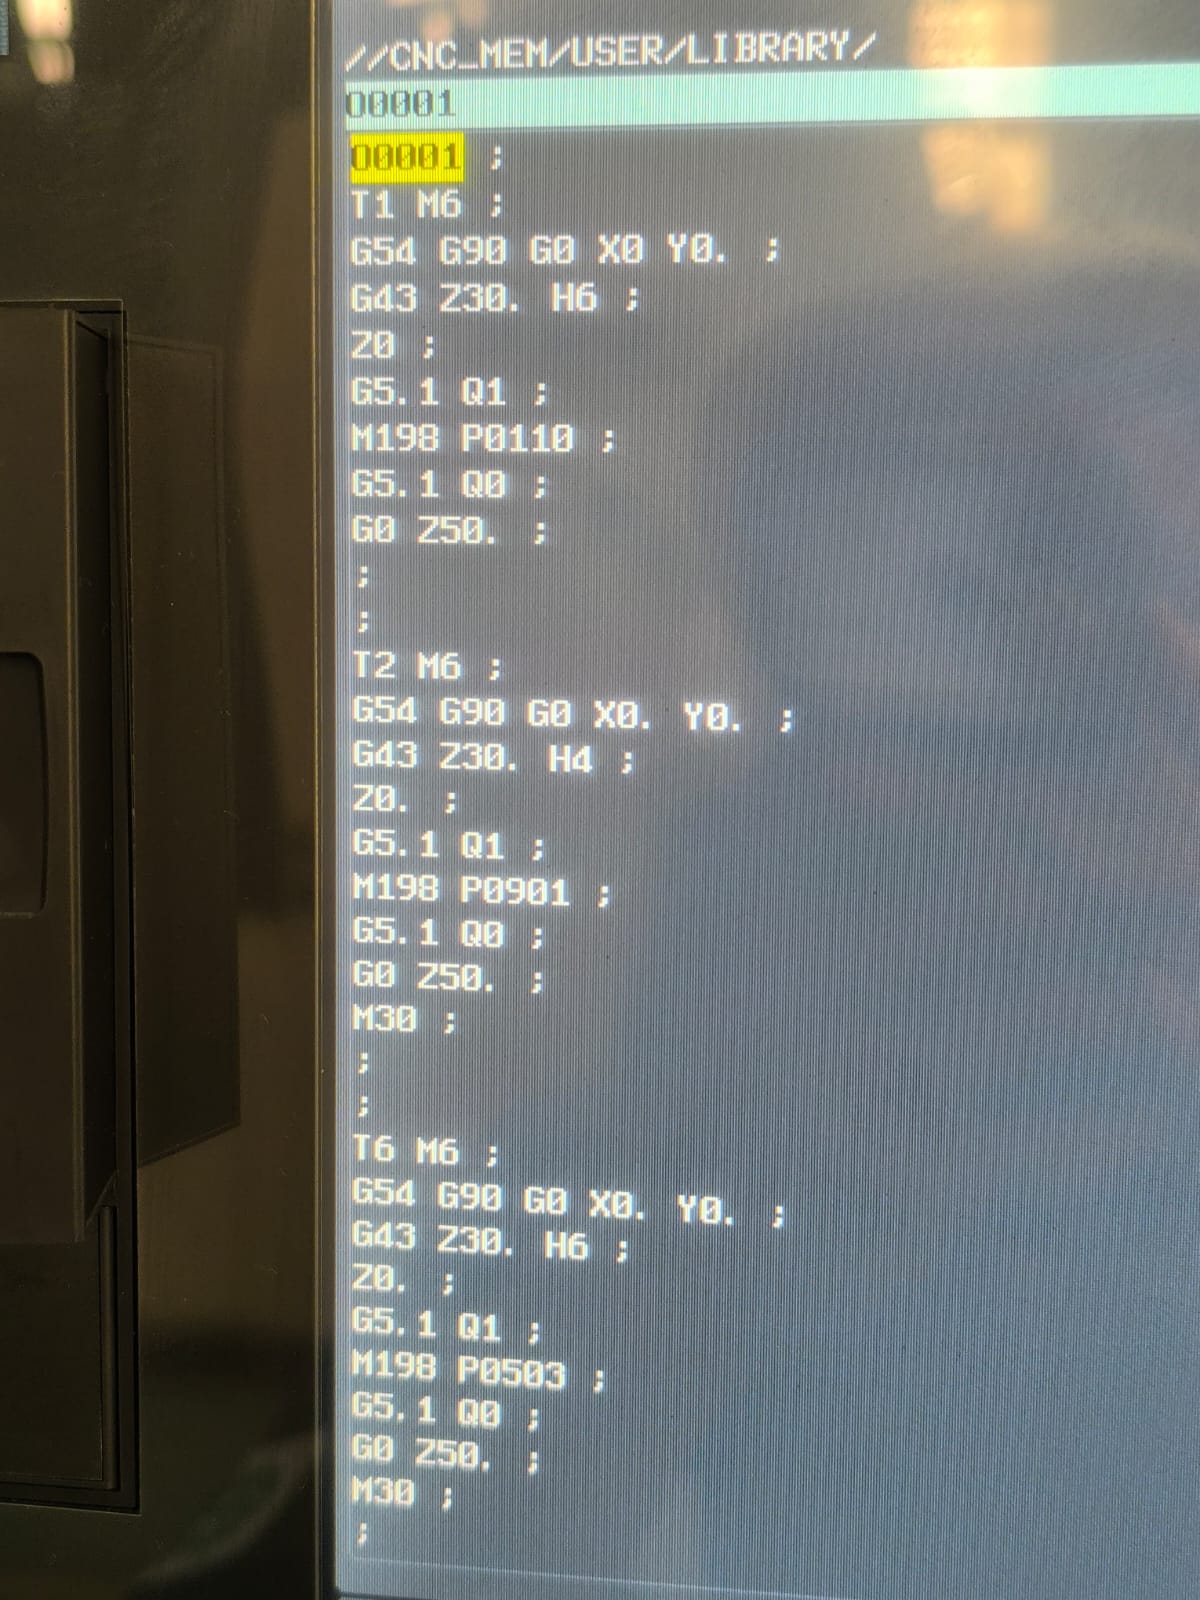 //CNC_MEM/USER/LIBRARY/
O0001
O0001 ;
T1 M6 ;
G54 G90 G0 X0 Y0. ;
G43 Z30. H6 ;
Z0 ;
G5.1 Q1 ;
M198 P0110 ;
G5.1 Q0 ;
G0 Z50. ;
;
;
T2 M6 ;
G54 G90 G0 X0. Y0. ;
G43 Z30. H4 ;
Z0. ;
G5.1 Q1 ;
M198 P0901 ;
G5.1 Q0 ;
G0 Z50. ;
M30 ;
;
;
T6 M6 ;
G54 G90 G0 X0. Y0. ;
G43 Z30. H6 ;
Z0. ;
G5.1 Q1 ;
M198 P0503 ;
G5.1 Q0 ;
G0 Z50. ;
M30 ;
;